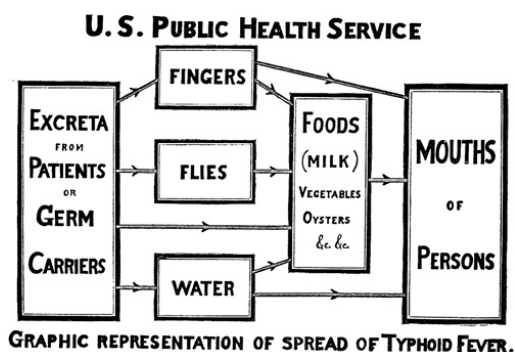 U. S. PUBLIC HEALTH SERVICE
EXCRETA
FROM
PATIENTS
OR
GERM
CARRIERS
FINGERS
FLIES
WATER
FOODS
(MILK)
VEGETABLES
OYSTERS
&c. &c.
MOUTHS
OF
PERSONS
GRAPHIC REPRESENTATION OF SPREAD OF TYPHOID FEVER.